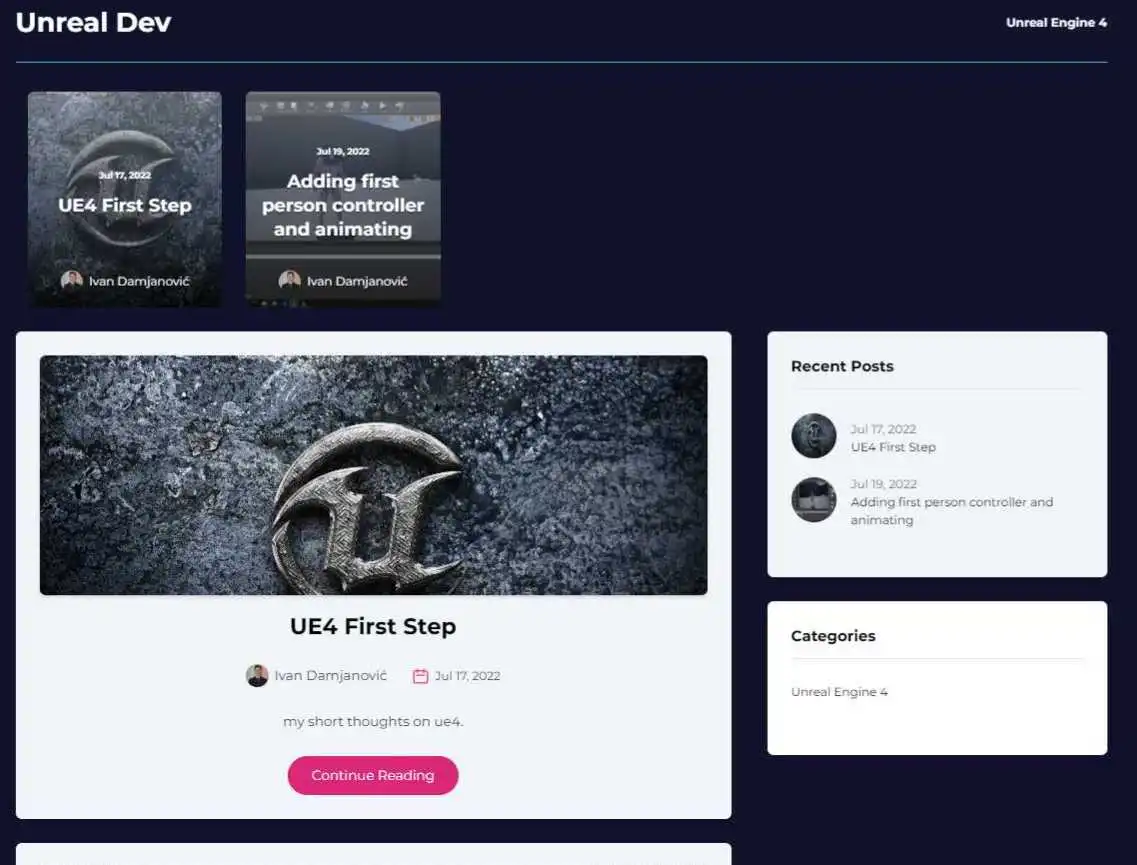 Unreal Dev
Unreal Engine 4
Jul 17, 2022
UE4 First Step
Ivan Damjanović
Jul 19, 2022
Adding first
person controller
and animating
Ivan Damjanović
UE4 First Step
Ivan Damjanović
Jul 17, 2022
my short thoughts on ue4.
Continue Reading
Recent Posts
Jul 17, 2022
UE4 First Step
Jul 19, 2022
Adding first person controller and
animating
Categories
Unreal Engine 4